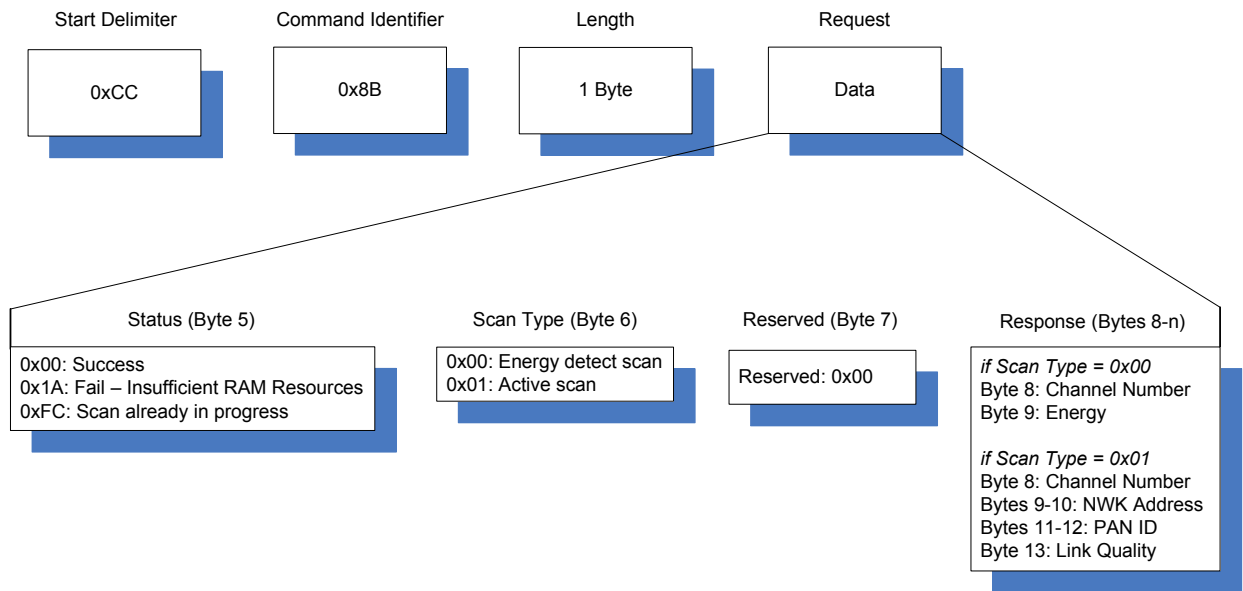 Start Delimiter
Command Identifier
Length
Request
0xCC
0x8B
1 Byte
Data
Status (Byte 5)
0x00: Success
0x1A: Fail – Insufficient RAM Resources
0xFC: Scan already in progress
Scan Type (Byte 6)
0x00: Energy detect scan
0x01: Active scan
Reserved (Byte 7)
Reserved: 0x00
Response (Bytes 8-n)
if Scan Type = 0x00
Byte 8: Channel Number
Byte 9: Energy
if Scan Type = 0x01
Byte 8: Channel Number
Bytes 9-10: NWK Address
Bytes 11-12: PAN ID
Byte 13: Link Quality